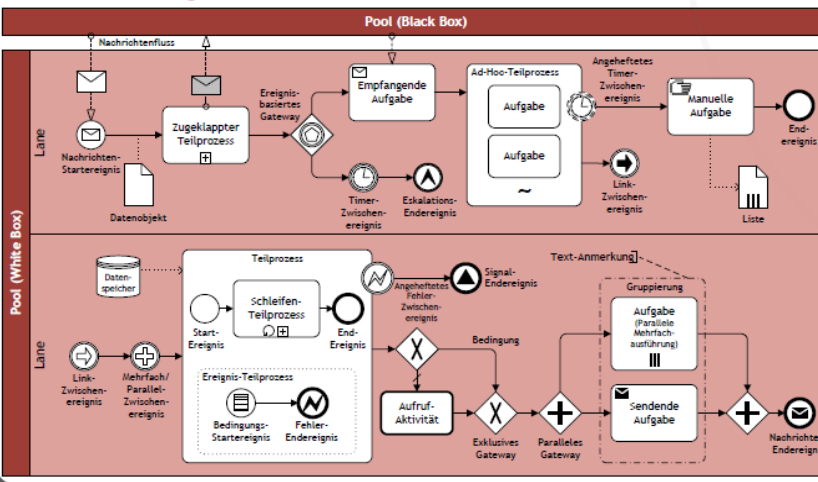 Pool (Black Box)
Nachrichtenfluss
Pool (White Box)
Lane
Nachrichten-
Startereignis
Zugeklappter
Teilprozess
Datenobjekt
Ereignis-
basiertes
Gateway
Empfangende
Aufgabe
Timer-
Zwischen-
ereignis
Eskalations-
Endereignis
Ad-Hoc-Teilprozess
Aufgabe
Aufgabe
Angeheftetes
Timer-
Zwischen-
ereignis
Link-
Zwischen-
ereignis
Manuelle
Aufgabe
End-
ereignis
Liste
Lane
Daten-
speicher
Link-
Zwischen-
ereignis
Mehrfach/
Parallel-
Zwischen-
ereignis
Teilprozess
Start-
Ereignis
Schleifen-
Teilprozess
End-
Ereignis
Ereignis-Teilprozess
Bedingungs-
Startereignis
Fehler-
Endereignis
Angeheftetes
Fehler-
Zwischen-
ereignis
Signal-
Endereignis
Bedingung
Aufruf-
Aktivität
Exklusives
Gateway
Paralleles
Gateway
Text-Anmerkung
Gruppierung
Aufgabe
(Parallele
Mehrfach-
ausführung)
Sendende
Aufgabe
Nachrichte
Endereign